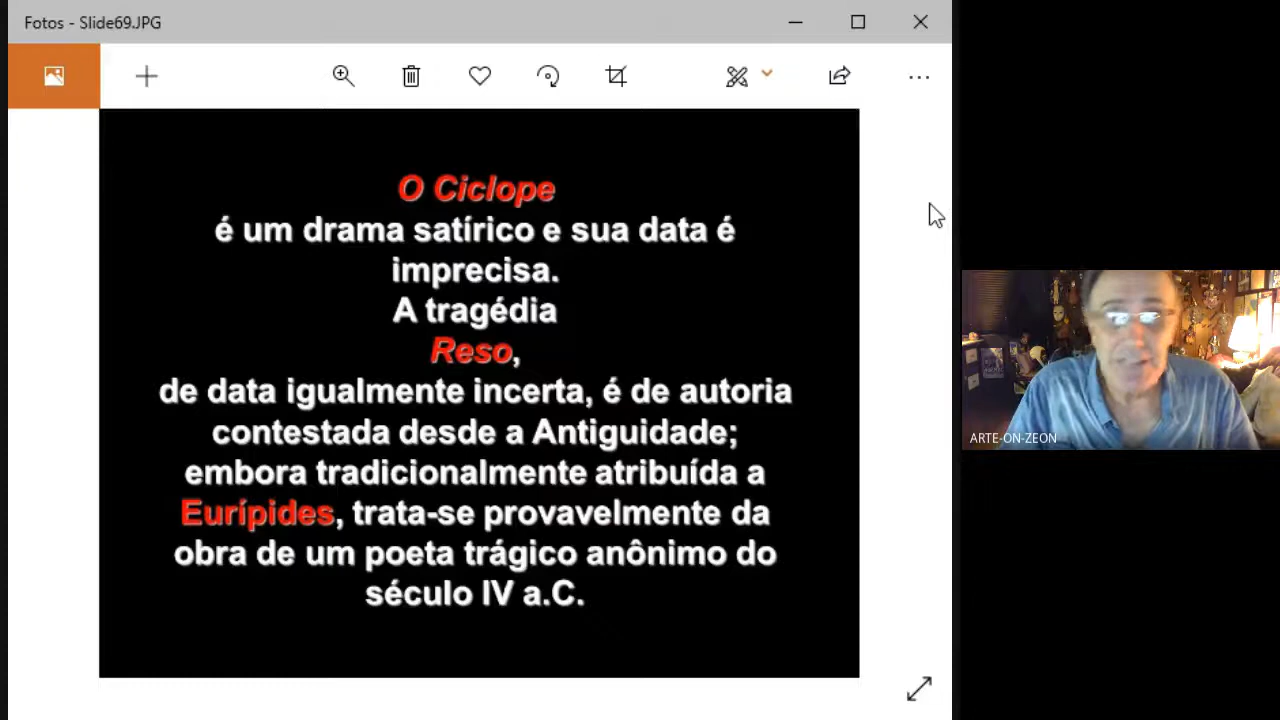 Fotos - Slide69.JPG
O Ciclope
é um drama satírico e sua data é
imprecisa.
A tragédia
Reso,
de data igualmente incerta, é de autoria
contestada desde a Antiguidade;
embora tradicionalmente atribuída a
Eurípides, trata-se provavelmente da
obra de um poeta trágico anônimo do
século IV a.C.
ARTE-ON-ZEON